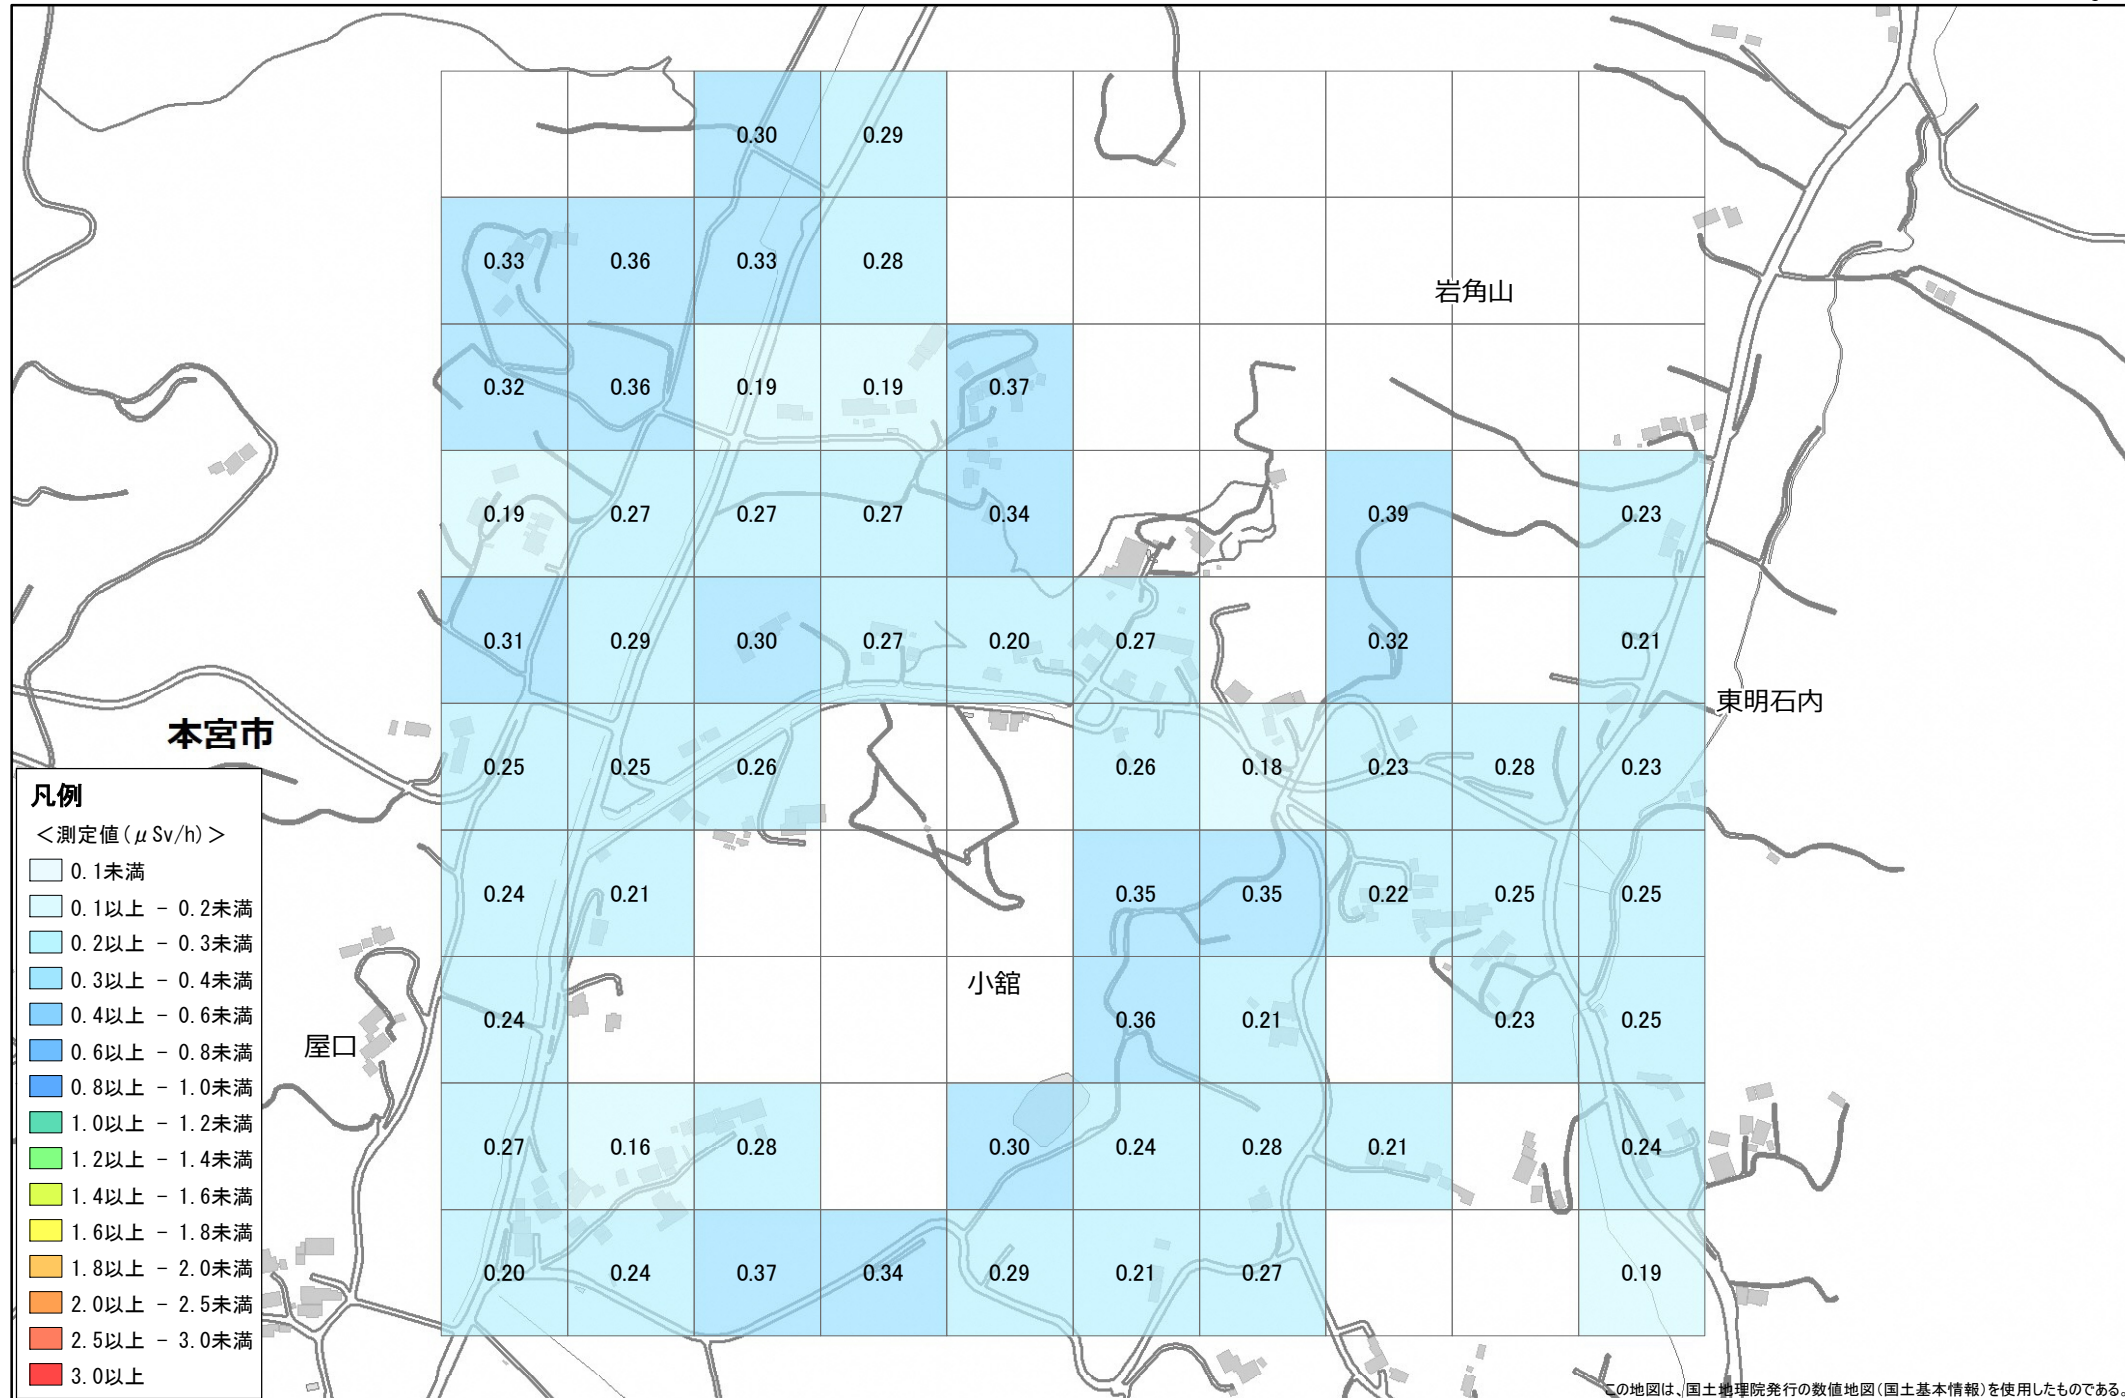 0.30 0.29
0.33 0.36 0.33 0.28
岩角山
0.32 0.36 0.19 0.19 0.37
0.19 0.27 0.27 0.27 0.34 0.39 0.23
0.31 0.29 0.30 0.27 0.20 0.27 0.32 0.21
東明石内
本宮市
0.25 0.25 0.26 0.26 0.18 0.23 0.28 0.23
0.24 0.21 0.35 0.35 0.22 0.25 0.25
小舘
0.24 0.36 0.21 0.23 0.25
屋口
0.27 0.16 0.28 0.30 0.24 0.28 0.21 0.24
0.20 0.24 0.37 0.34 0.29 0.21 0.27 0.19
凡例
＜測定値(μSv/h)＞
0.1未満
0.1以上 － 0.2未満
0.2以上 － 0.3未満
0.3以上 － 0.4未満
0.4以上 － 0.6未満
0.6以上 － 0.8未満
0.8以上 － 1.0未満
1.0以上 － 1.2未満
1.2以上 － 1.4未満
1.4以上 － 1.6未満
1.6以上 － 1.8未満
1.8以上 － 2.0未満
2.0以上 － 2.5未満
2.5以上 － 3.0未満
3.0以上
この地図は、国土地理院発行の数値地図(国土基本情報)を使用したものである。